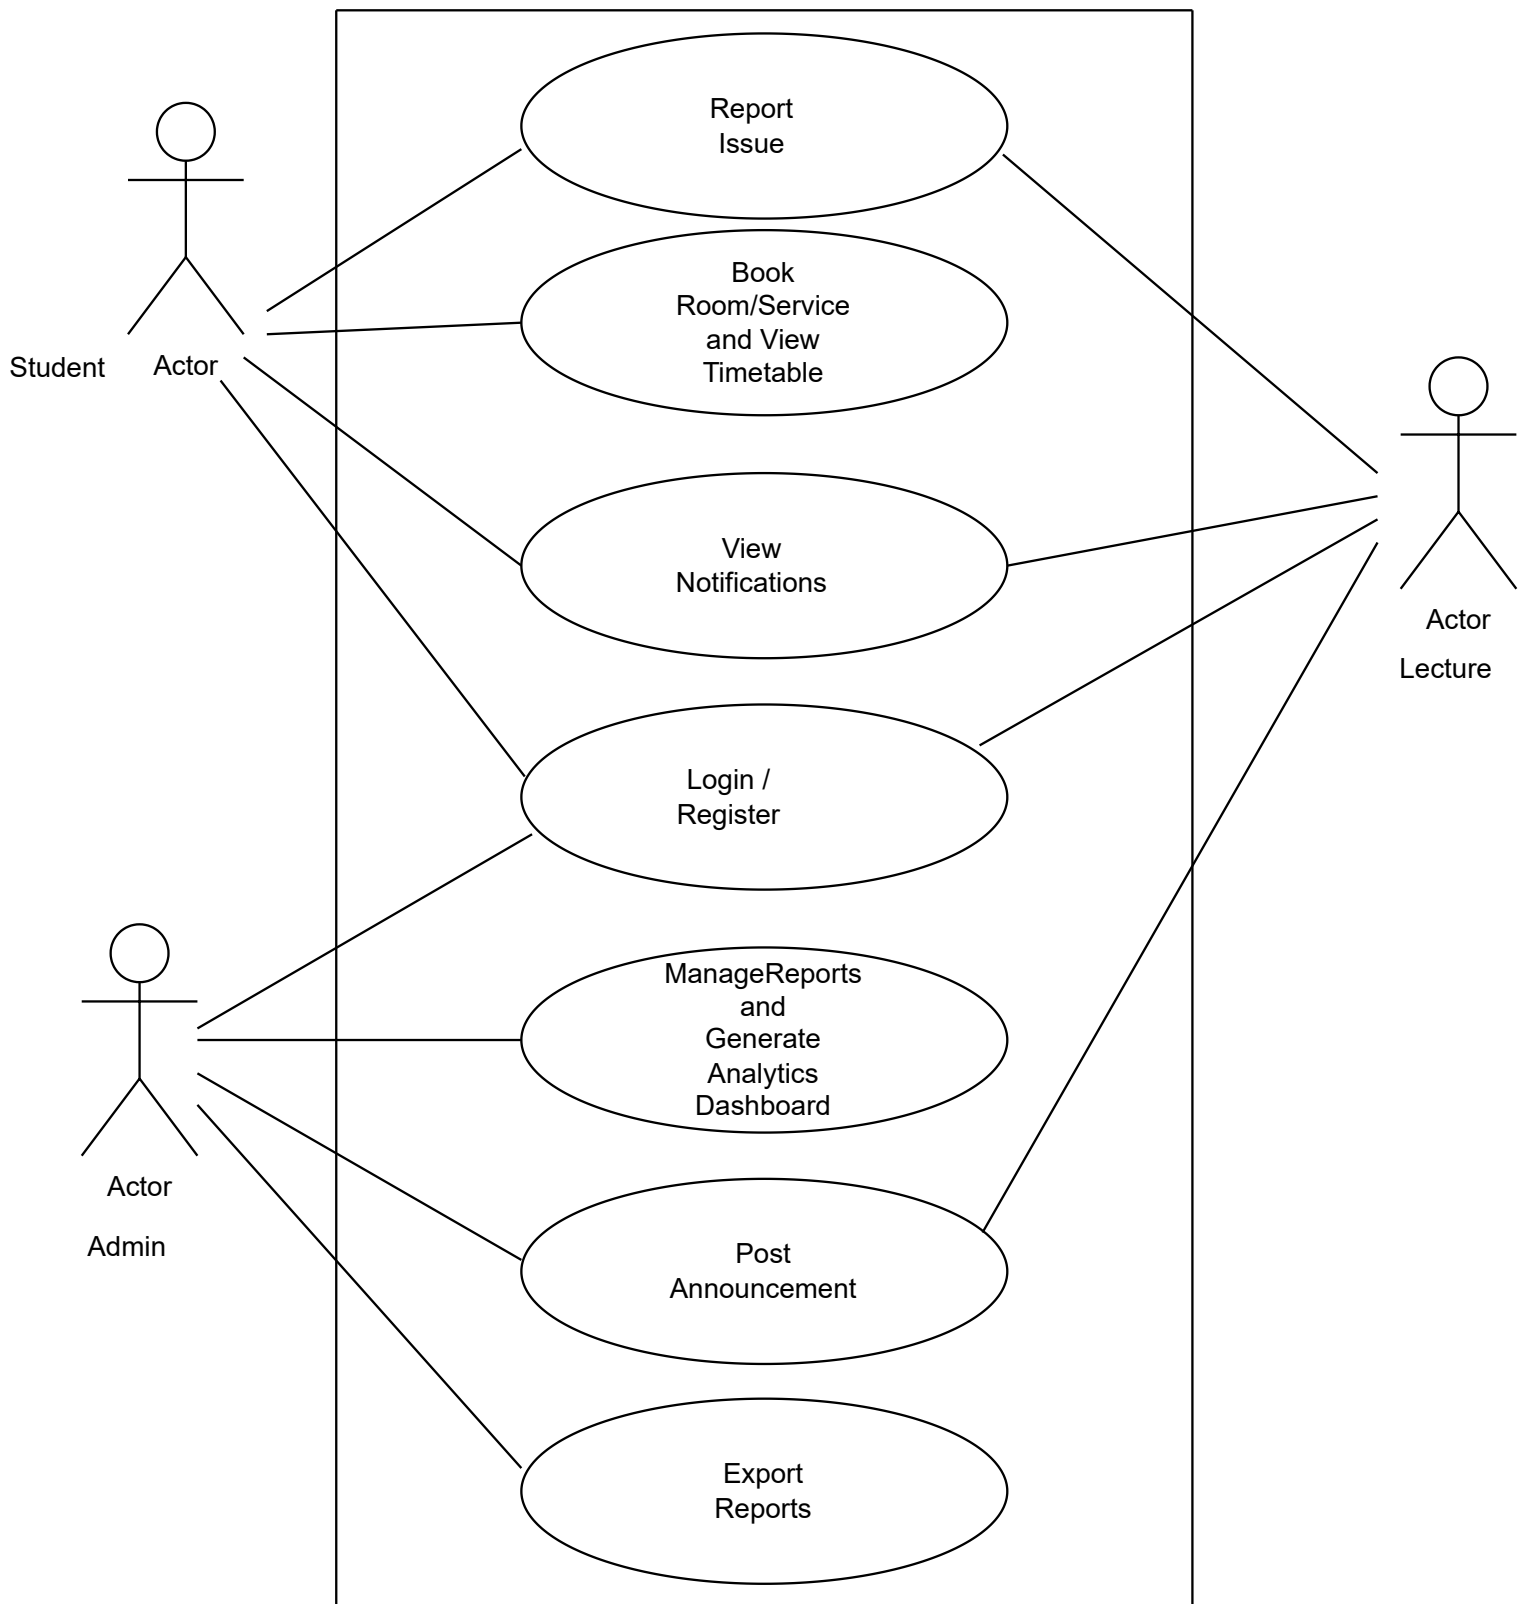 Report
Issue
Book
Room/Service
and View
Timetable
Student
Actor
View
Notifications
Actor
Lecture
Login /
Register
ManageReports
and
Generate
Analytics
Dashboard
Actor
Admin
Post
Announcement
Export
Reports